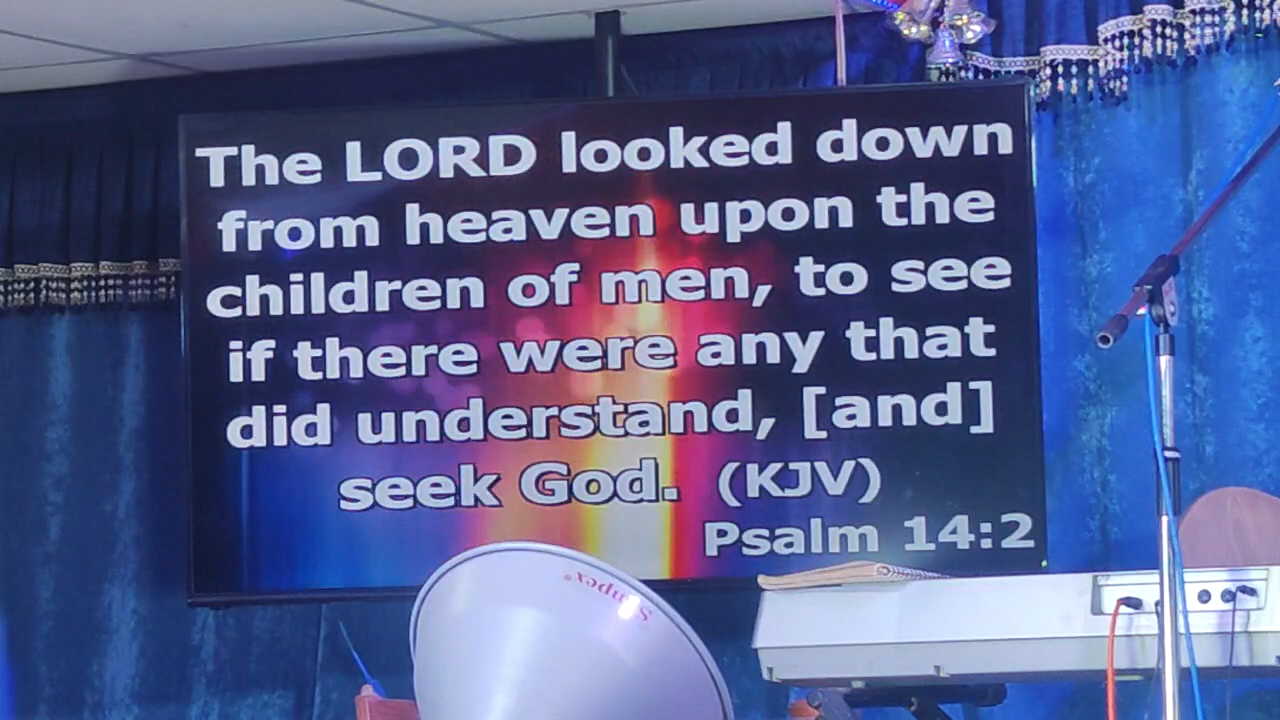 The LORD looked down
from heaven upon the
children of men, to see
if there were any that
did understand, [and]
seek God. (KJV)
Psalm 14:2
Simpex®